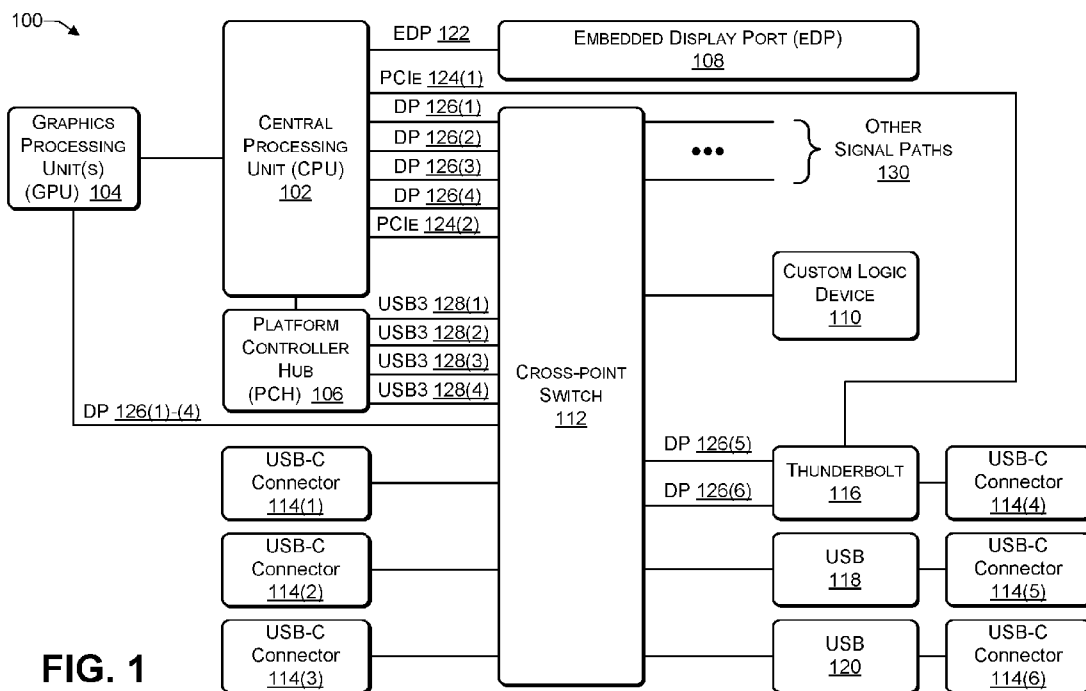 100
EDP 122
EMBEDDED DISPLAY PORT (EDP)
108
PCIE 124(1)
DP 126(1)
DP 126(2)
DP 126(3)
DP 126(4)
PCIE 124(2)
GRAPHICS
PROCESSING
UNIT(S)
(GPU) 104
CENTRAL
PROCESSING
UNIT (CPU)
102
•••
OTHER
SIGNAL PATHS
130
CUSTOM LOGIC
DEVICE
110
USB3 128(1)
USB3 128(2)
USB3 128(3)
USB3 128(4)
PLATFORM
CONTROLLER
HUB
(PCH) 106
CROSS-POINT
SWITCH
112
DP 126(1)-(4)
DP 126(5)
DP 126(6)
THUNDERBOLT
116
USB-C
CONNECTOR
114(4)
USB-C
CONNECTOR
114(1)
USB-C
CONNECTOR
114(2)
USB
118
USB-C
CONNECTOR
114(5)
USB-C
CONNECTOR
114(3)
USB
120
USB-C
CONNECTOR
114(6)
FIG. 1